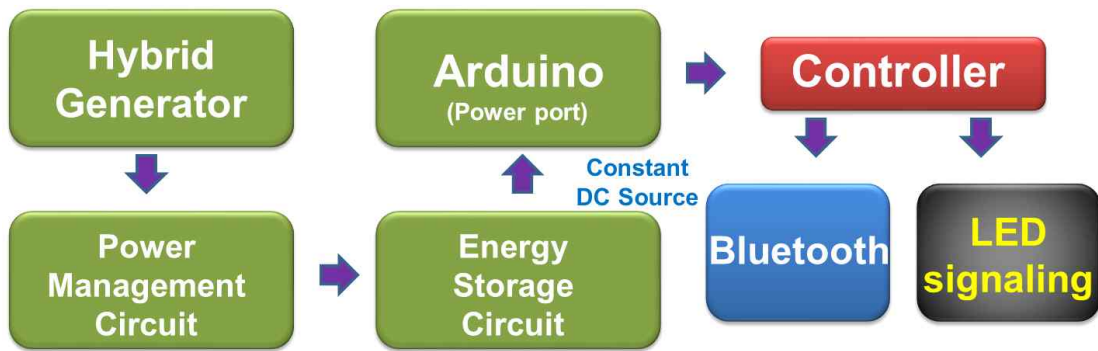 Hybrid
Generator
Power
Management
Circuit
Energy
Storage
Circuit
Arduino
(Power port)
Constant
DC Source
Controller
Bluetooth
LED
signaling